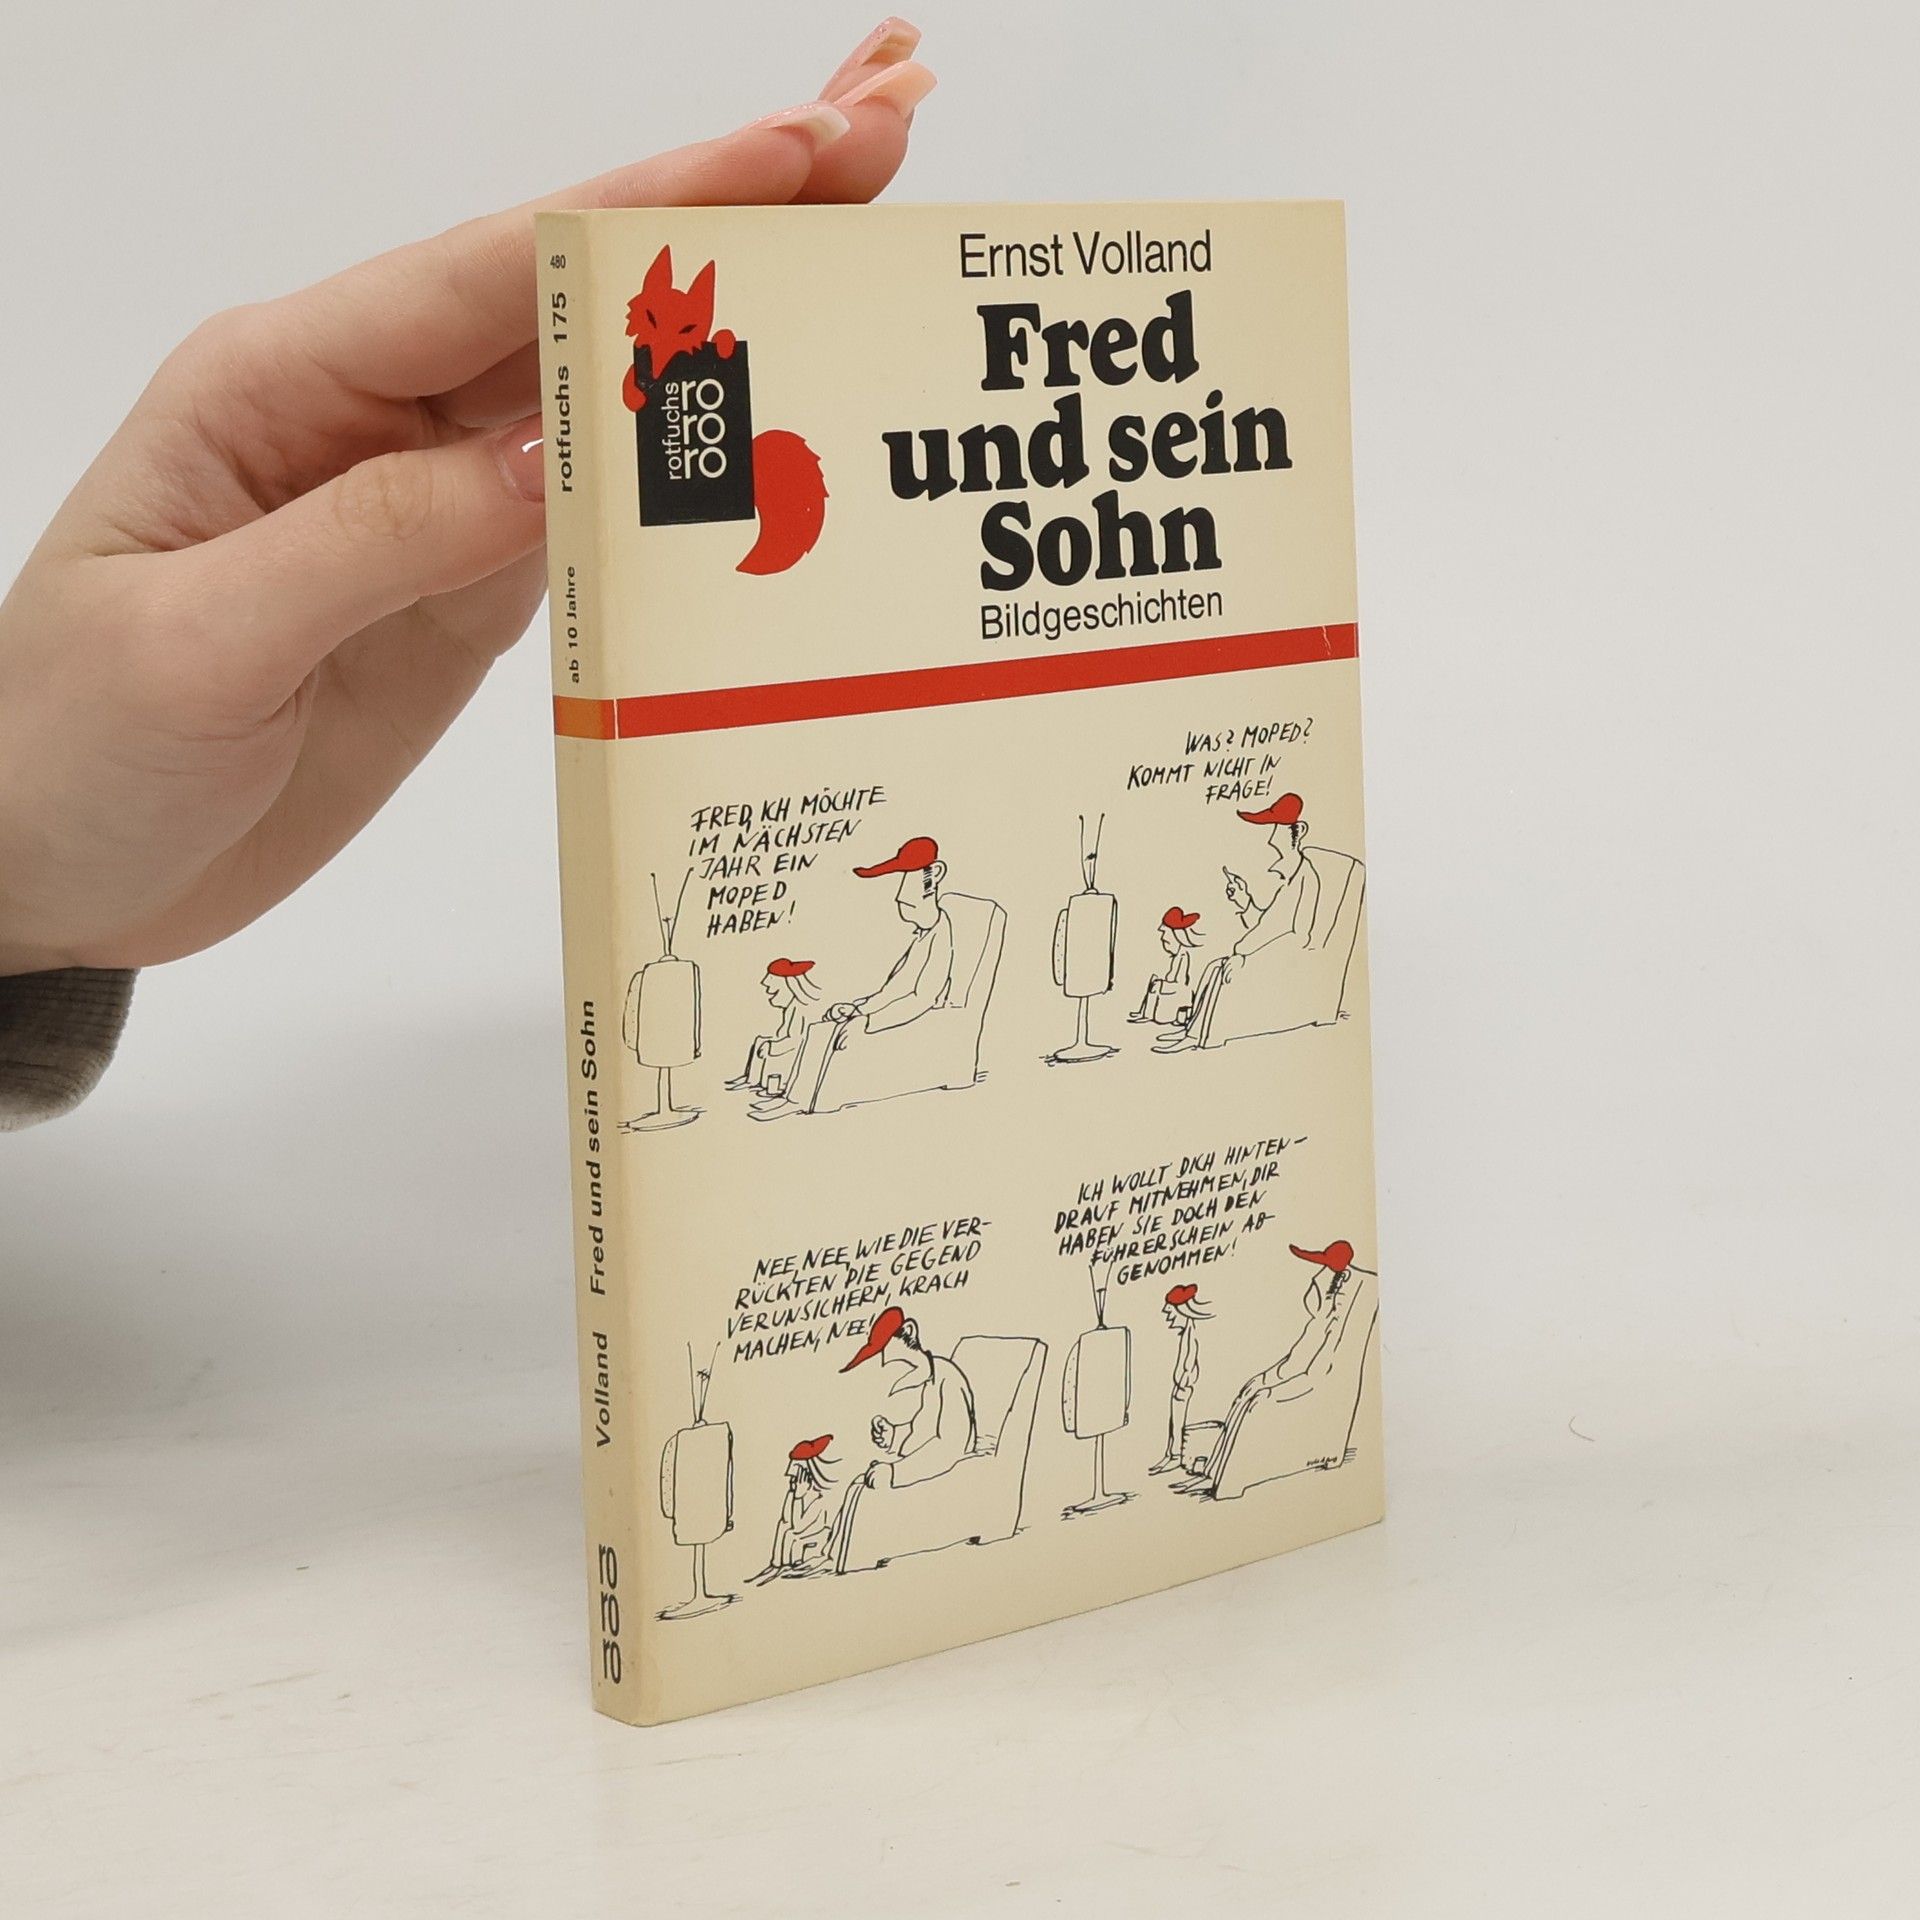 Ernst Volland
Fred
und sein
Sohn
Bildgeschichten
rotfuchs
ro
ro
ro
FRED, ICH MÖCHTE
IM NÄCHSTEN
JAHR EIN
MOPED
HABEN!
WAS? MOPED?
KOMMT NICHT IN
FRAGE!
NEE, NEE, WIE DIE VER-
RÜCKTEN DIE GEGEND
VERUNSICHERN, KRACH
MACHEN, NEE!
ICH WOLLT DICH HINTEN-
DRAUF MITNEHMEN, DIR
HABEN SIE DOCH DEN
FÜHRERSCHEIN AB-
GENOMMEN!
480
rotfuchs 175
ab 10 Jahre
Volland Fred und sein Sohn
rororo